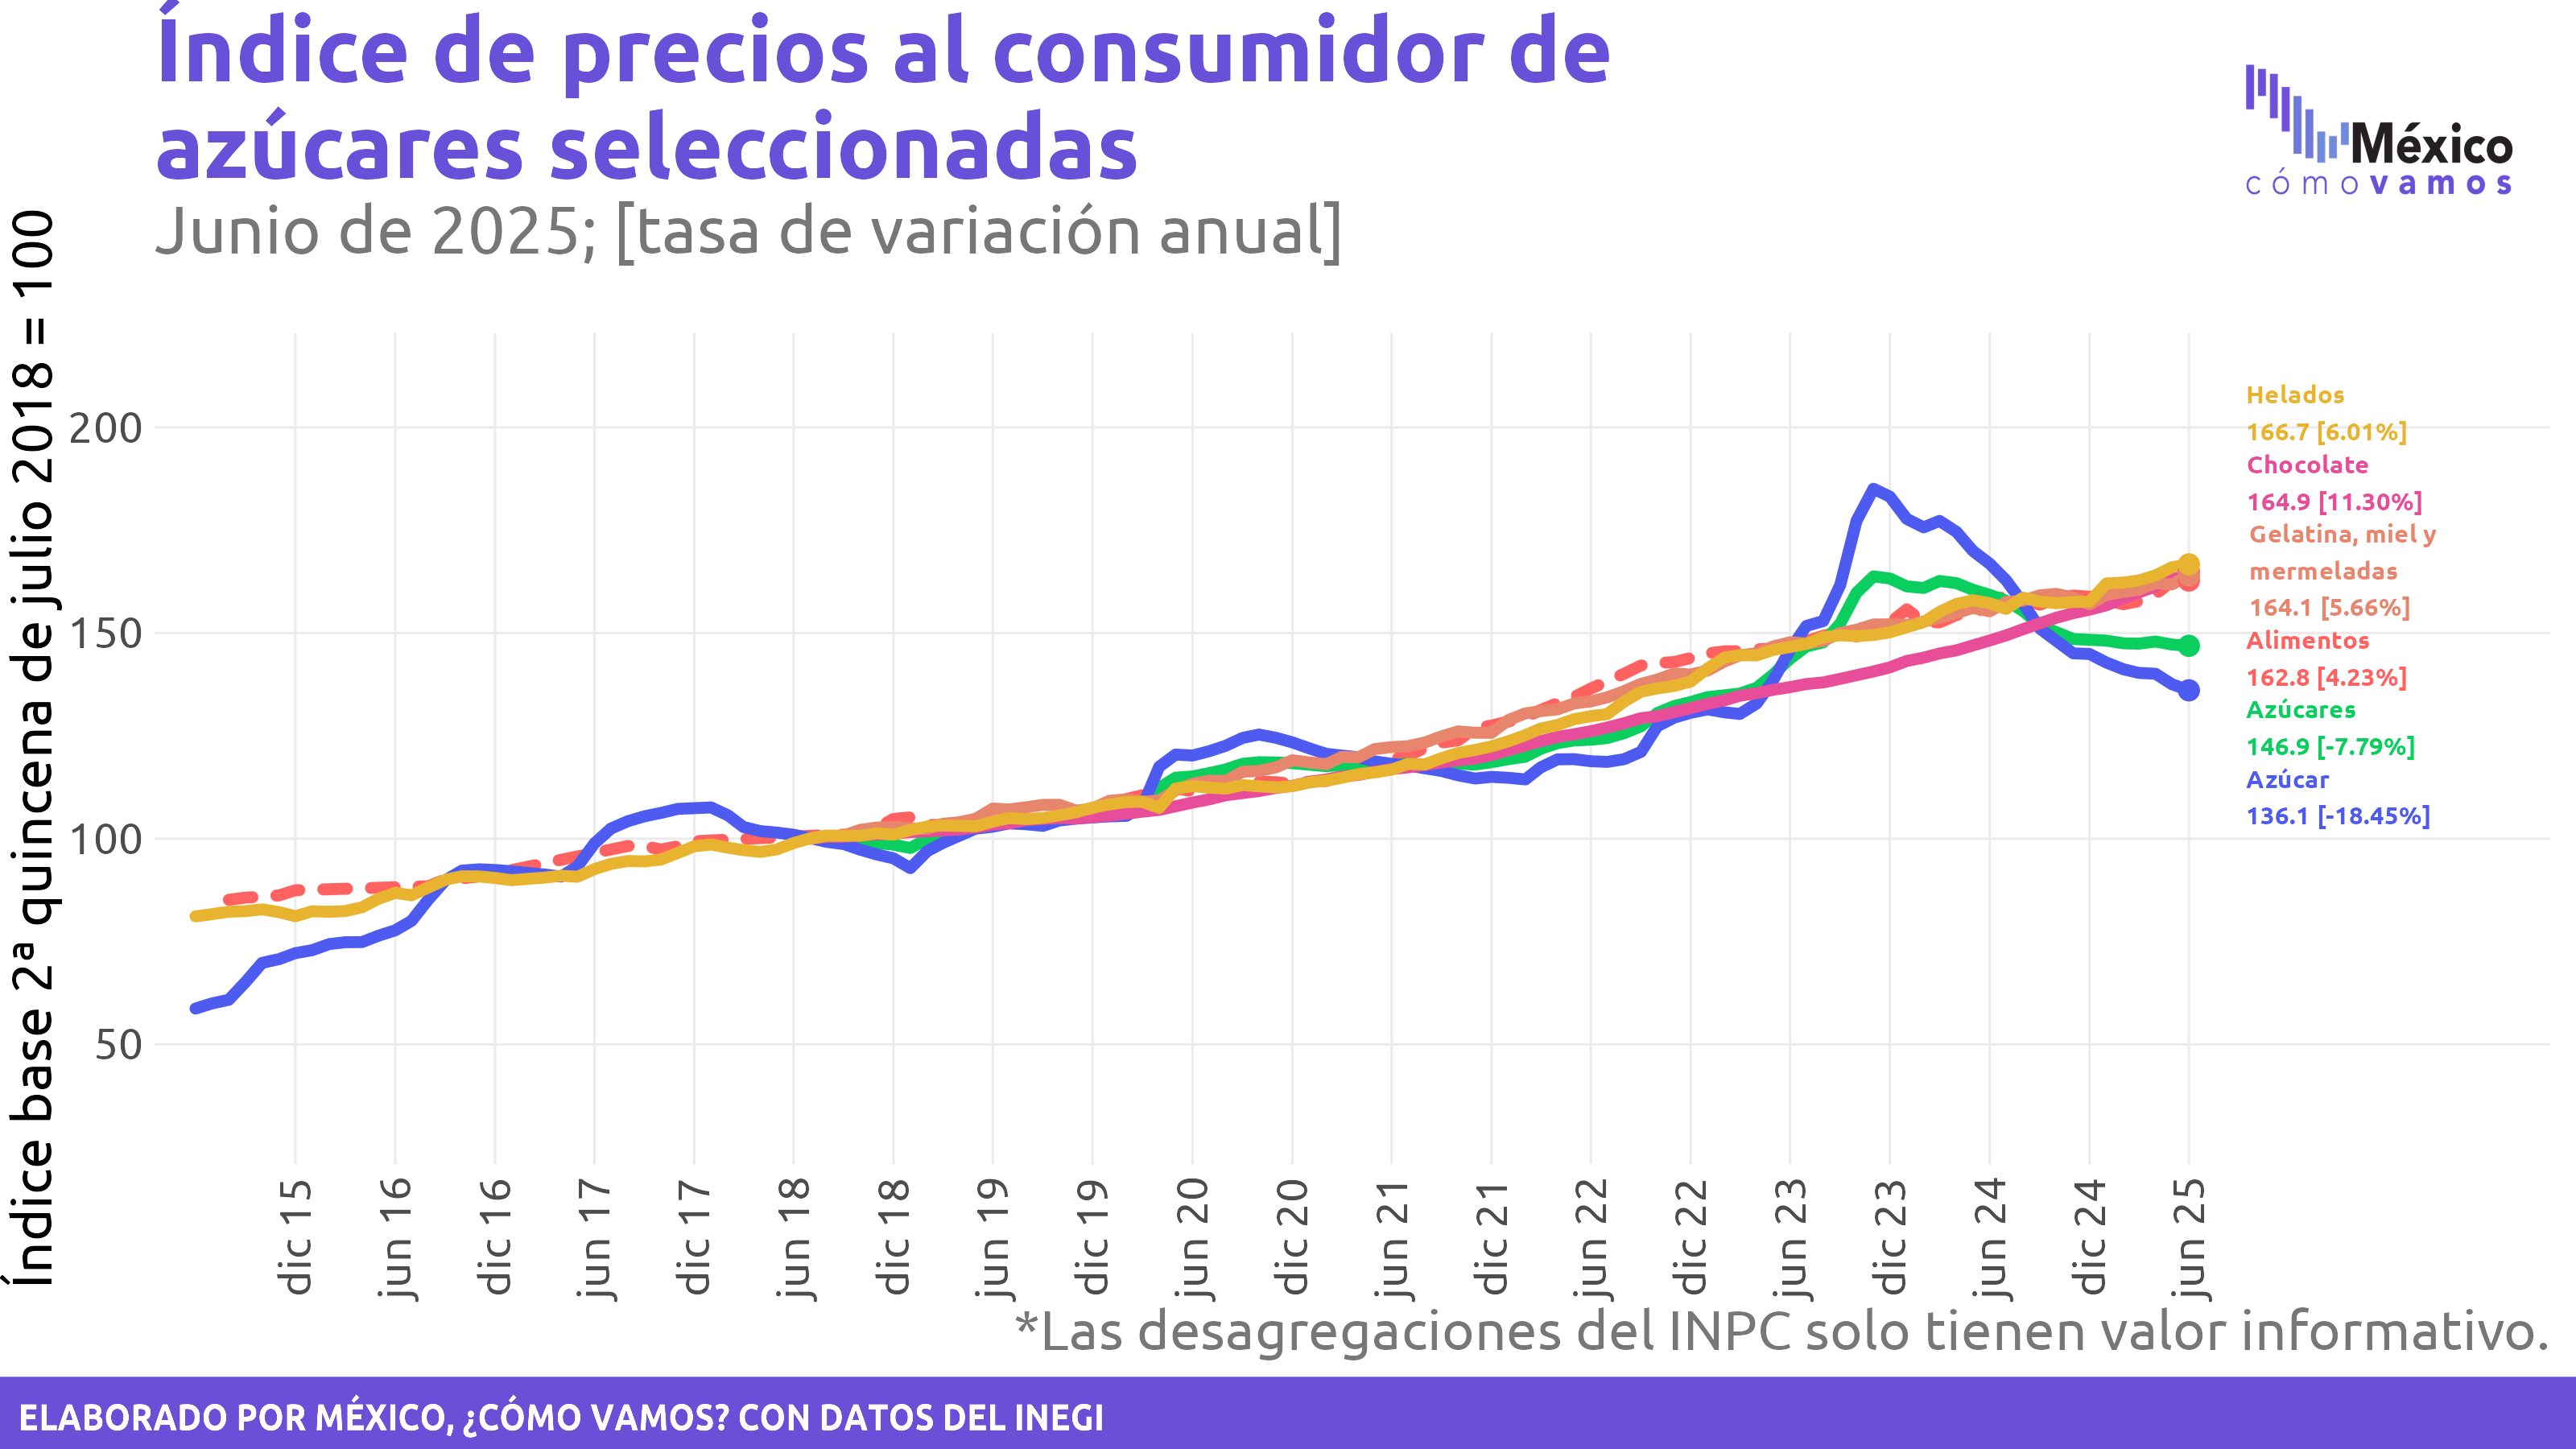 Índice de precios al consumidor de
azúcares seleccionadas
Junio de 2025; [tasa de variación anual]
México
cómo vamos
Índice base 2ª quincena de julio 2018 = 100
200
150
100
50
Helados
166.7 [6.01%]
Chocolate
164.9 [11.30%]
Gelatina, miel y
mermeladas
164.1 [5.66%]
Alimentos
162.8 [4.23%]
Azúcares
146.9 [-7.79%]
Azúcar
136.1 [-18.45%]
dic 15
jun 16
dic 16
jun 17
dic 17
jun 18
dic 18
jun 19
dic 19
jun 20
dic 20
jun 21
dic 21
jun 22
dic 22
jun 23
dic 23
jun 24
dic 24
jun 25
*Las desagregaciones del INPC solo tienen valor informativo.
ELABORADO POR MÉXICO, ¿CÓMO VAMOS? CON DATOS DEL INEGI